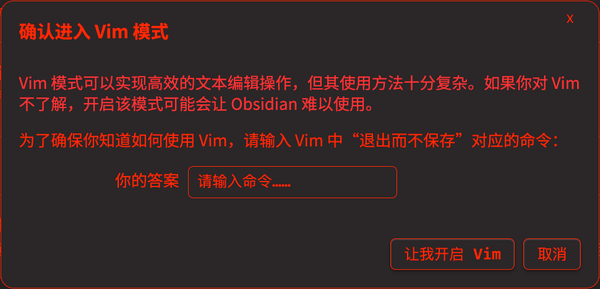 确认进入 Vim 模式
X
Vim 模式可以实现高效的文本编辑操作，但其使用方法十分复杂。如果你对 Vim
不了解，开启该模式可能会让 Obsidian 难以使用。
为了确保你知道如何使用 Vim，请输入 Vim 中“退出而不保存”对应的命令：
你的答案 请输入命令……
让我开启 Vim 取消